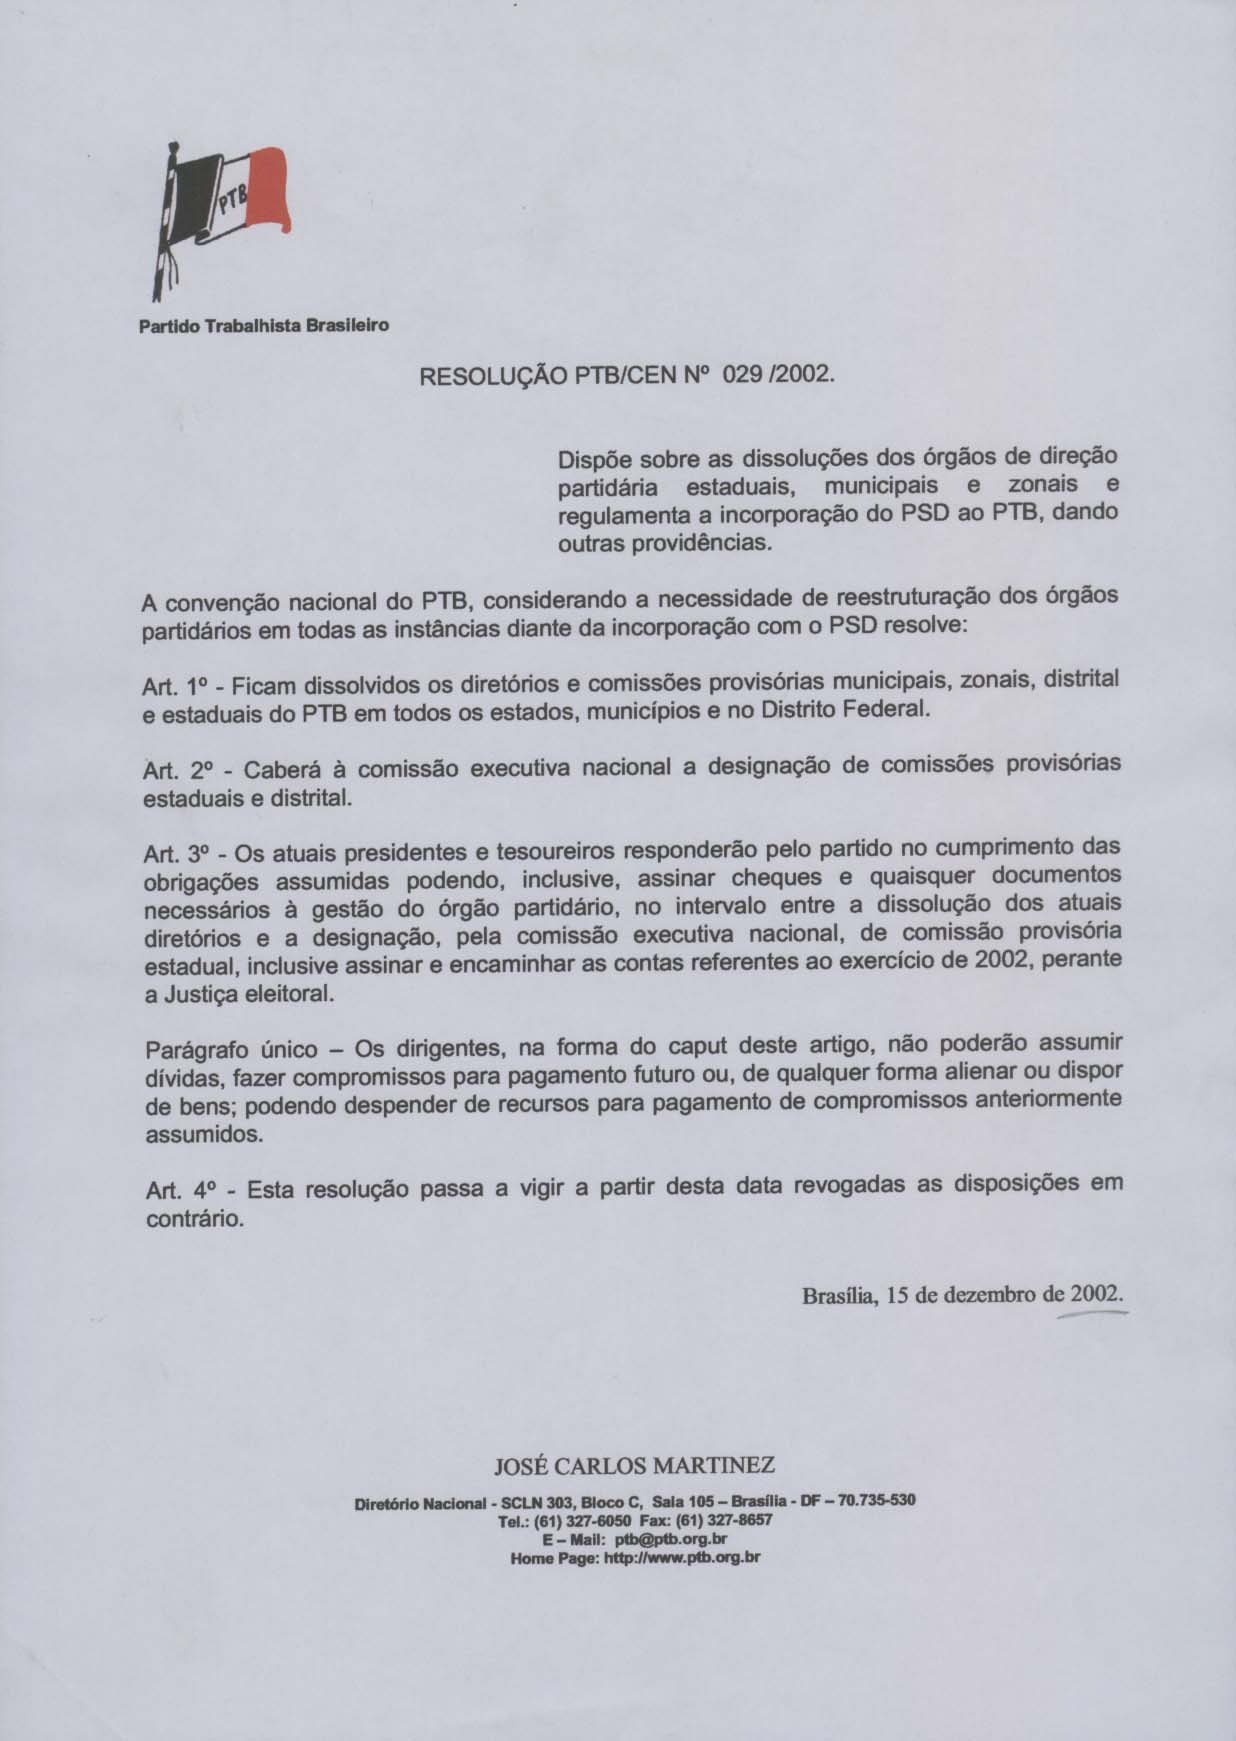 PTB
Partido Trabalhista Brasileiro
RESOLUÇÃO PTB/CEN Nº 029 /2002.
Dispõe sobre as dissoluções dos órgãos de direção
partidária estaduais, municipais e zonais e
regulamenta a incorporação do PSD ao PTB, dando
outras providências.
A convenção nacional do PTB, considerando a necessidade de reestruturação dos órgãos
partidários em todas as instâncias diante da incorporação com o PSD resolve:
Art. 1º - Ficam dissolvidos os diretórios e comissões provisórias municipais, zonais, distrital
e estaduais do PTB em todos os estados, municípios e no Distrito Federal.
Art. 2º - Caberá à comissão executiva nacional a designação de comissões provisórias
estaduais e distrital.
Art. 3º - Os atuais presidentes e tesoureiros responderão pelo partido no cumprimento das
obrigações assumidas podendo, inclusive, assinar cheques e quaisquer documentos
necessários à gestão do órgão partidário, no intervalo entre a dissolução dos atuais
diretórios e a designação, pela comissão executiva nacional, de comissão provisória
estadual, inclusive assinar e encaminhar as contas referentes ao exercício de 2002, perante
a Justiça eleitoral.
Parágrafo único – Os dirigentes, na forma do caput deste artigo, não poderão assumir
dívidas, fazer compromissos para pagamento futuro ou, de qualquer forma alienar ou dispor
de bens; podendo despender de recursos para pagamento de compromissos anteriormente
assumidos.
Art. 4º - Esta resolução passa a vigir a partir desta data revogadas as disposições em
contrário.
Brasília, 15 de dezembro de 2002.
JOSÉ CARLOS MARTINEZ
Diretório Nacional - SCLN 303, Bloco C, Sala 105 – Brasília - DF – 70.735-530
Tel.: (61) 327-6050 Fax: (61) 327-8657
E – Mail: ptb@ptb.org.br
Home Page: http://www.ptb.org.br